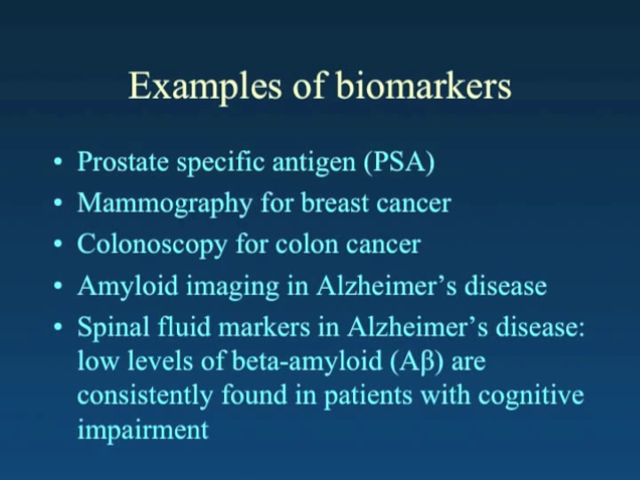 Examples of biomarkers
• Prostate specific antigen (PSA)
• Mammography for breast cancer
• Colonoscopy for colon cancer
• Amyloid imaging in Alzheimer’s disease
• Spinal fluid markers in Alzheimer’s disease:
low levels of beta-amyloid (Aβ) are
consistently found in patients with cognitive
impairment